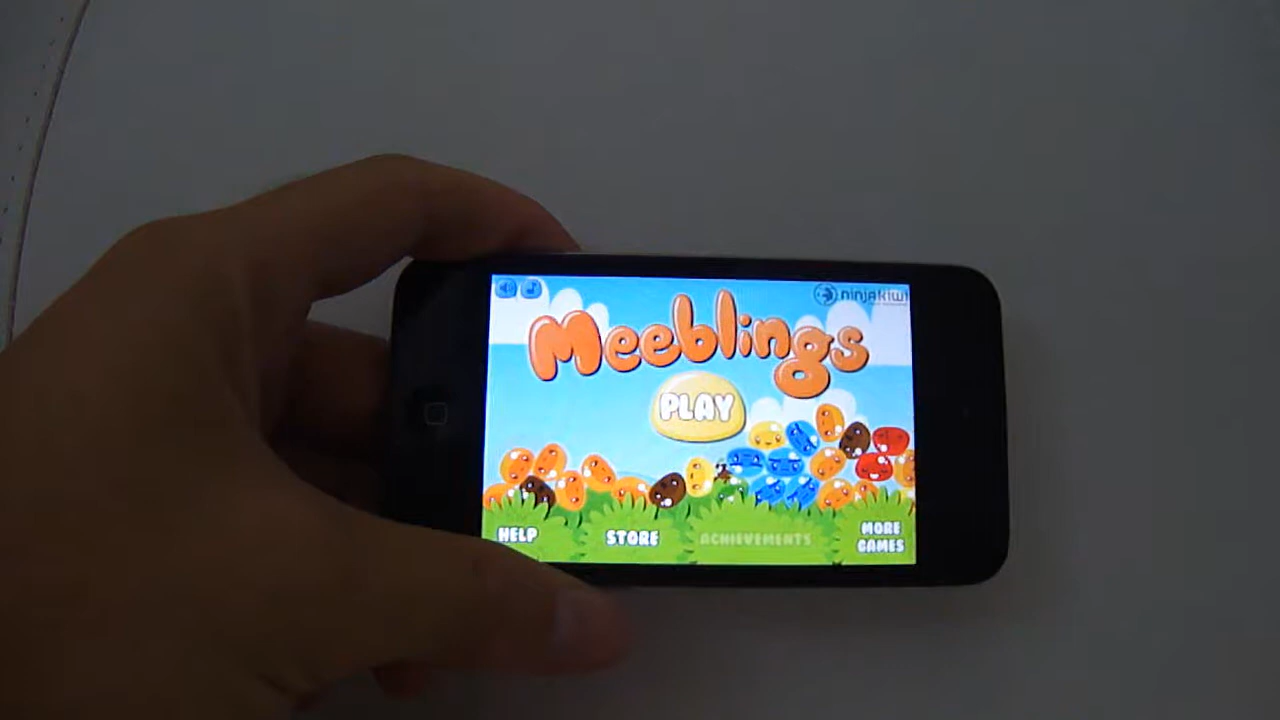 ninjakiwi
Meeblings
PLAY
HELP
STORE
ACHIEVEMENTS
MORE
GAMES